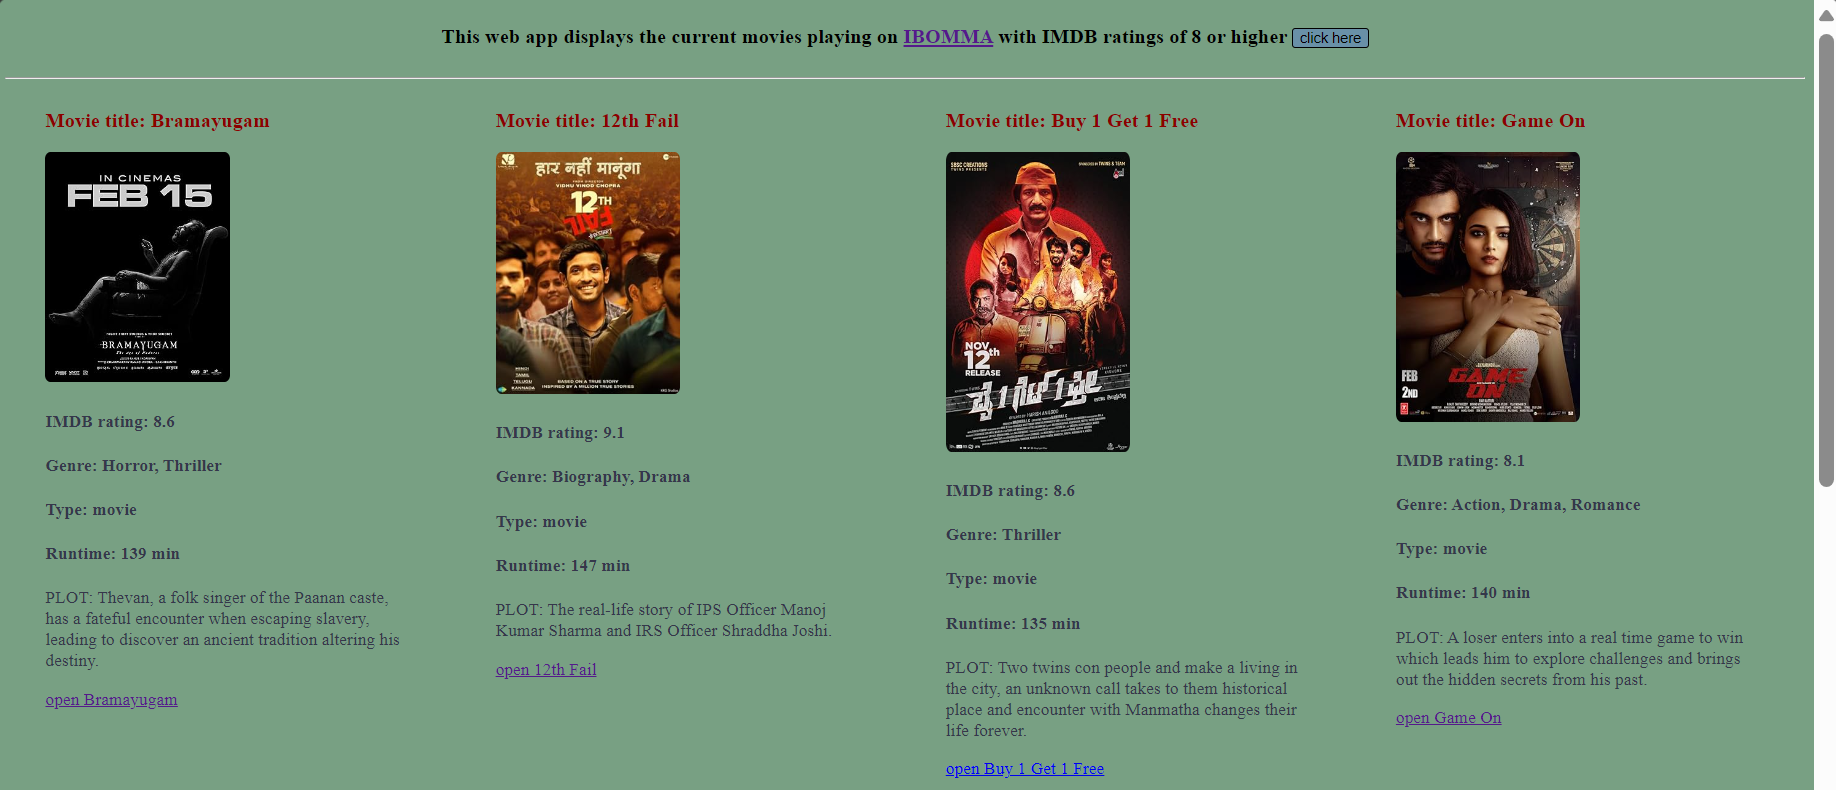 This web app displays the current movies playing on IBOMMA with IMDB ratings of 8 or higher click here
Movie title: Bramayugam
IN CINEMAS
FEB 15
BRAMAYUGAM
IMDB rating: 8.6
Genre: Horror, Thriller
Type: movie
Runtime: 139 min
PLOT: Thevan, a folk singer of the Paanan caste,
has a fateful encounter when escaping slavery,
leading to discover an ancient tradition altering his
destiny.
open Bramayugam
Movie title: 12th Fail
हार नहीं मानूंगा
VIDHU VINOD CHOPRA
12TH
FAIL
HINDI
TAMIL
TELUGU
KANNADA
BASED ON A TRUE STORY
INSPIRED BY A MILLION TRUE STORIES
IMDB rating: 9.1
Genre: Biography, Drama
Type: movie
Runtime: 147 min
PLOT: The real-life story of IPS Officer Manoj
Kumar Sharma and IRS Officer Shraddha Joshi.
open 12th Fail
Movie title: Buy 1 Get 1 Free
SBSC CREATIONS
TWINS PRESENTS
NOV
12th
RELEASE
ಬೈ 1 ಗೆಟ್ 1 ಫ್ರೀ
HARISH ANIGOD
IMDB rating: 8.6
Genre: Thriller
Type: movie
Runtime: 135 min
PLOT: Two twins con people and make a living in
the city, an unknown call takes to them historical
place and encounter with Manmatha changes their
life forever.
open Buy 1 Get 1 Free
Movie title: Game On
FEB
2ND
GAME
ON
IMDB rating: 8.1
Genre: Action, Drama, Romance
Type: movie
Runtime: 140 min
PLOT: A loser enters into a real time game to win
which leads him to explore challenges and brings
out the hidden secrets from his past.
open Game On